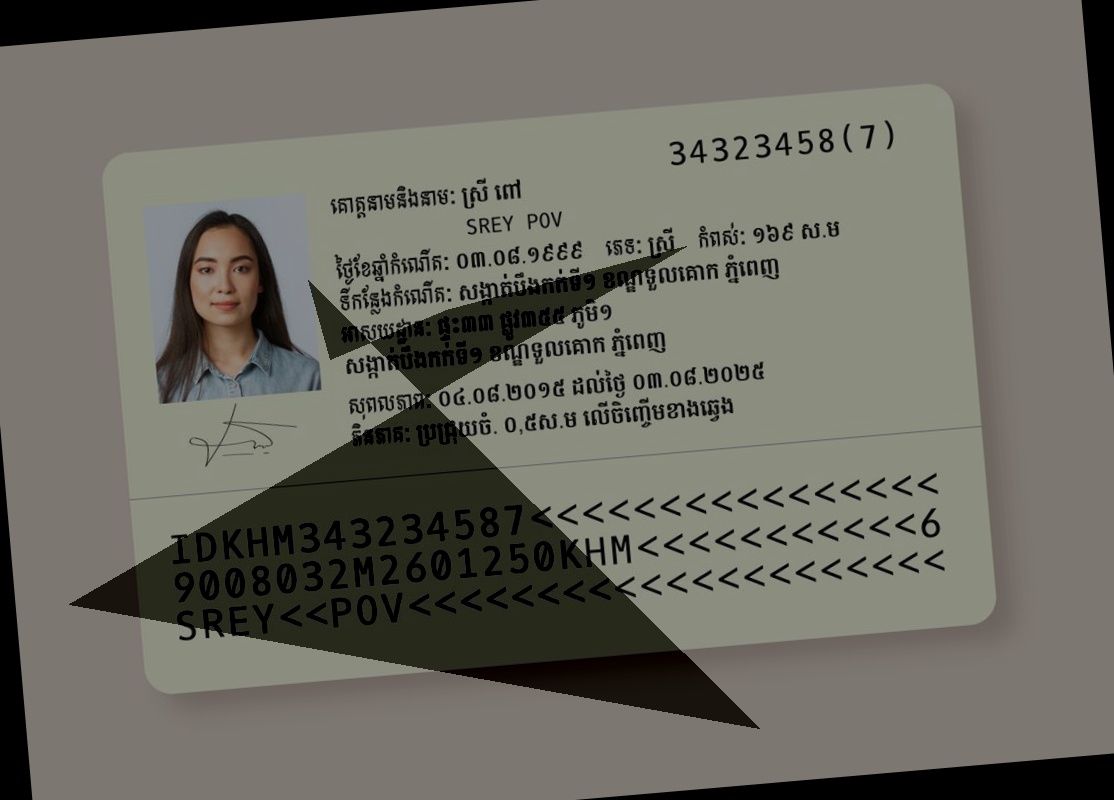 34323458(7)
គោត្តនាមនិងនាម: ស្រី ពៅ
SREY POV
ថ្ងៃខែឆ្នាំកំណើត: ០៣.០៨.១៩៩៩ ភេទ: ស្រី កំពស់: ១៦៩ ស.ម
ទីកន្លែងកំណើត: សង្កាត់បឹងកក់ទី១ ខណ្ឌទួលគោក ភ្នំពេញ
អាសយដ្ឋាន: ផ្ទះ៣៣ ផ្លូវ៣៥៥ ភូមិ១
សង្កាត់បឹងកក់ទី១ ខណ្ឌទួលគោក ភ្នំពេញ
សុពលភាព: ០៤.០៨.២០១៥ ដល់ថ្ងៃ ០៣.០៨.២០២៥
ភិនភាគ: ប្រជ្រុយចំ. ០,៥ស.ម លើចិញ្ចើមខាងឆ្វេង
IDKHM343234587<<<<<<<<<<<<<<<<
9008032M2601250KHM<<<<<<<<<<<6
SREY<<POV<<<<<<<<<<<<<<<<<<<<<